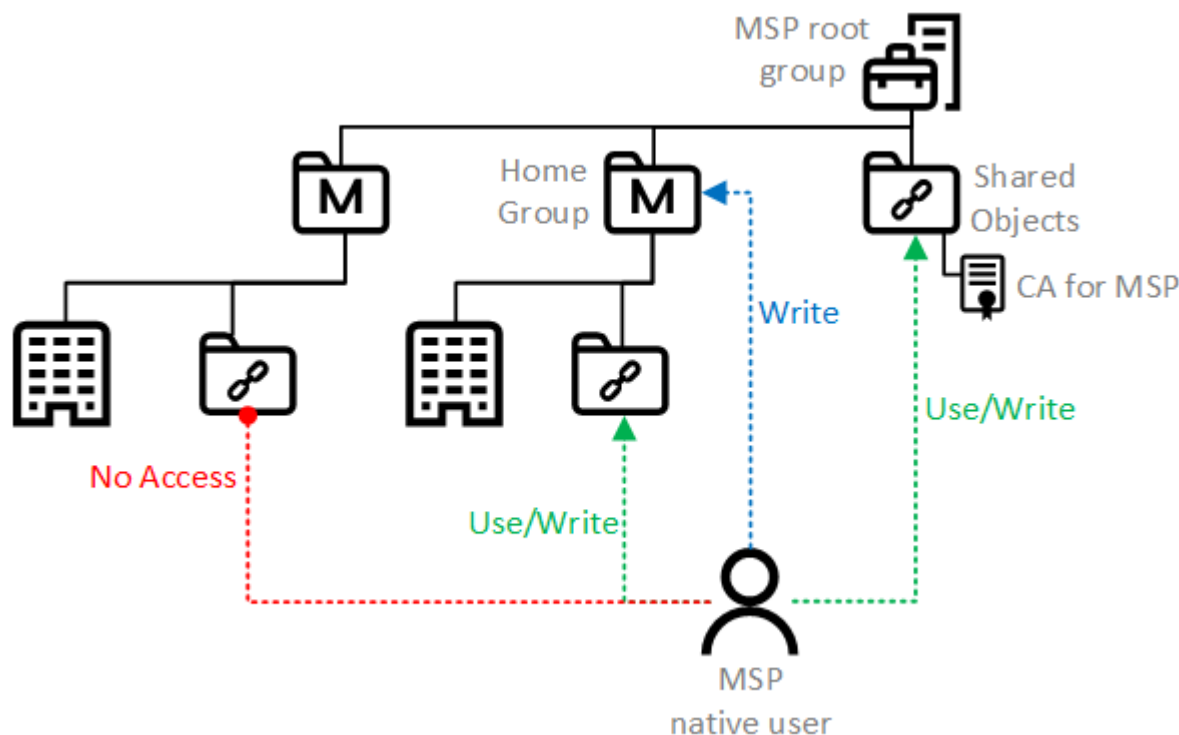 MSP root
group
M
Home
Group
M
Shared
Objects
CA for MSP
Write
Use/Write
No Access
Use/Write
MSP
native user